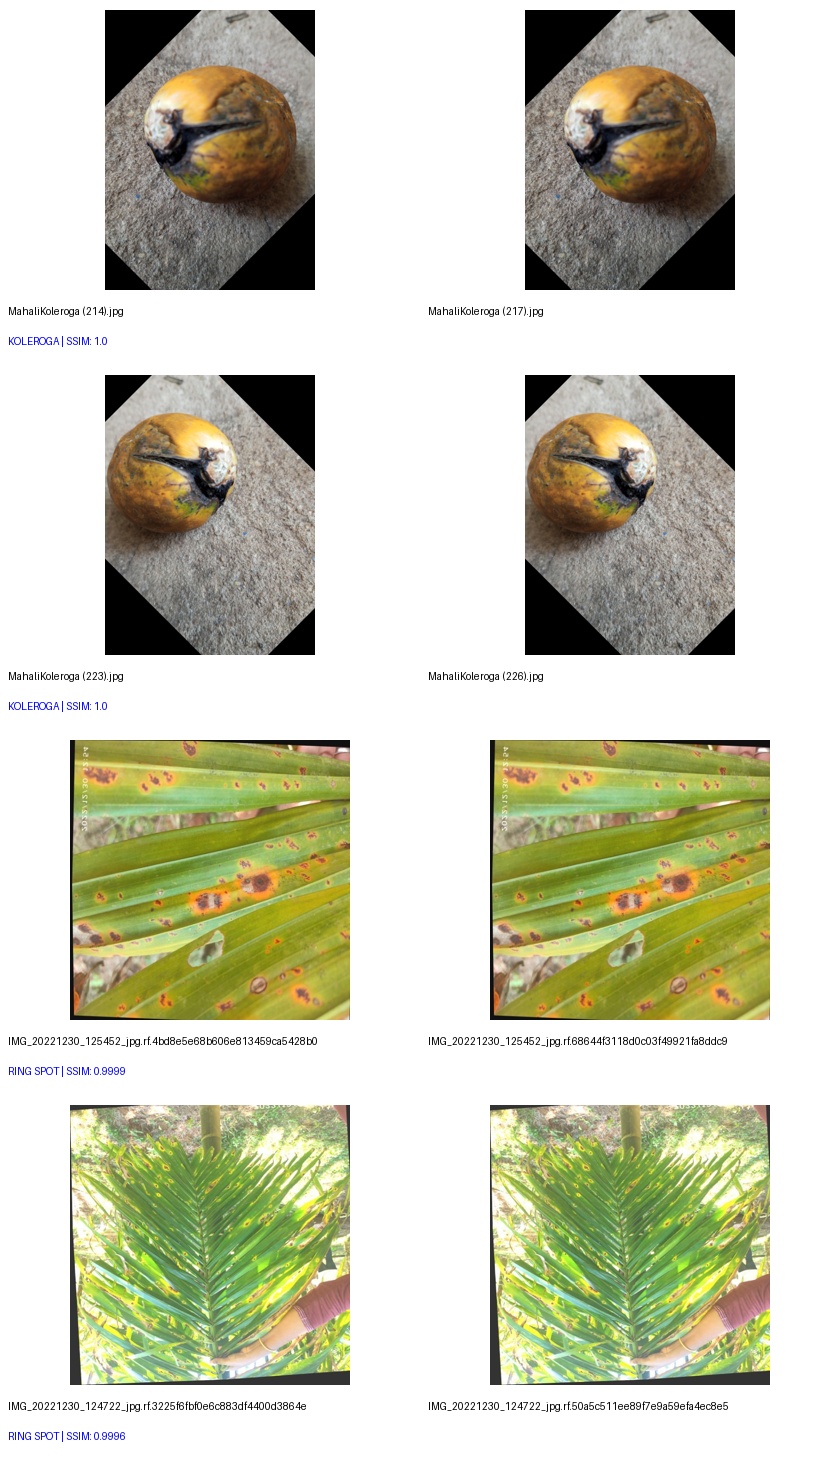 MahaliKoleroga (214).jpg
MahaliKoleroga (217).jpg
KOLEROGA | SSIM: 1.0
MahaliKoleroga (223).jpg
MahaliKoleroga (226).jpg
KOLEROGA | SSIM: 1.0
IMG_20221230_125452_jpg.rf.4bd8e5e68b606e813459ca5428b0
IMG_20221230_125452_jpg.rf.68644f3118d0c03f49921fa8ddc9
RING SPOT | SSIM: 0.9999
IMG_20221230_124722_jpg.rf.3225f6fbf0e6c883df4400d3864e
IMG_20221230_124722_jpg.rf.50a5c511ee89f7e9a59efa4ec8e5
RING SPOT | SSIM: 0.9996